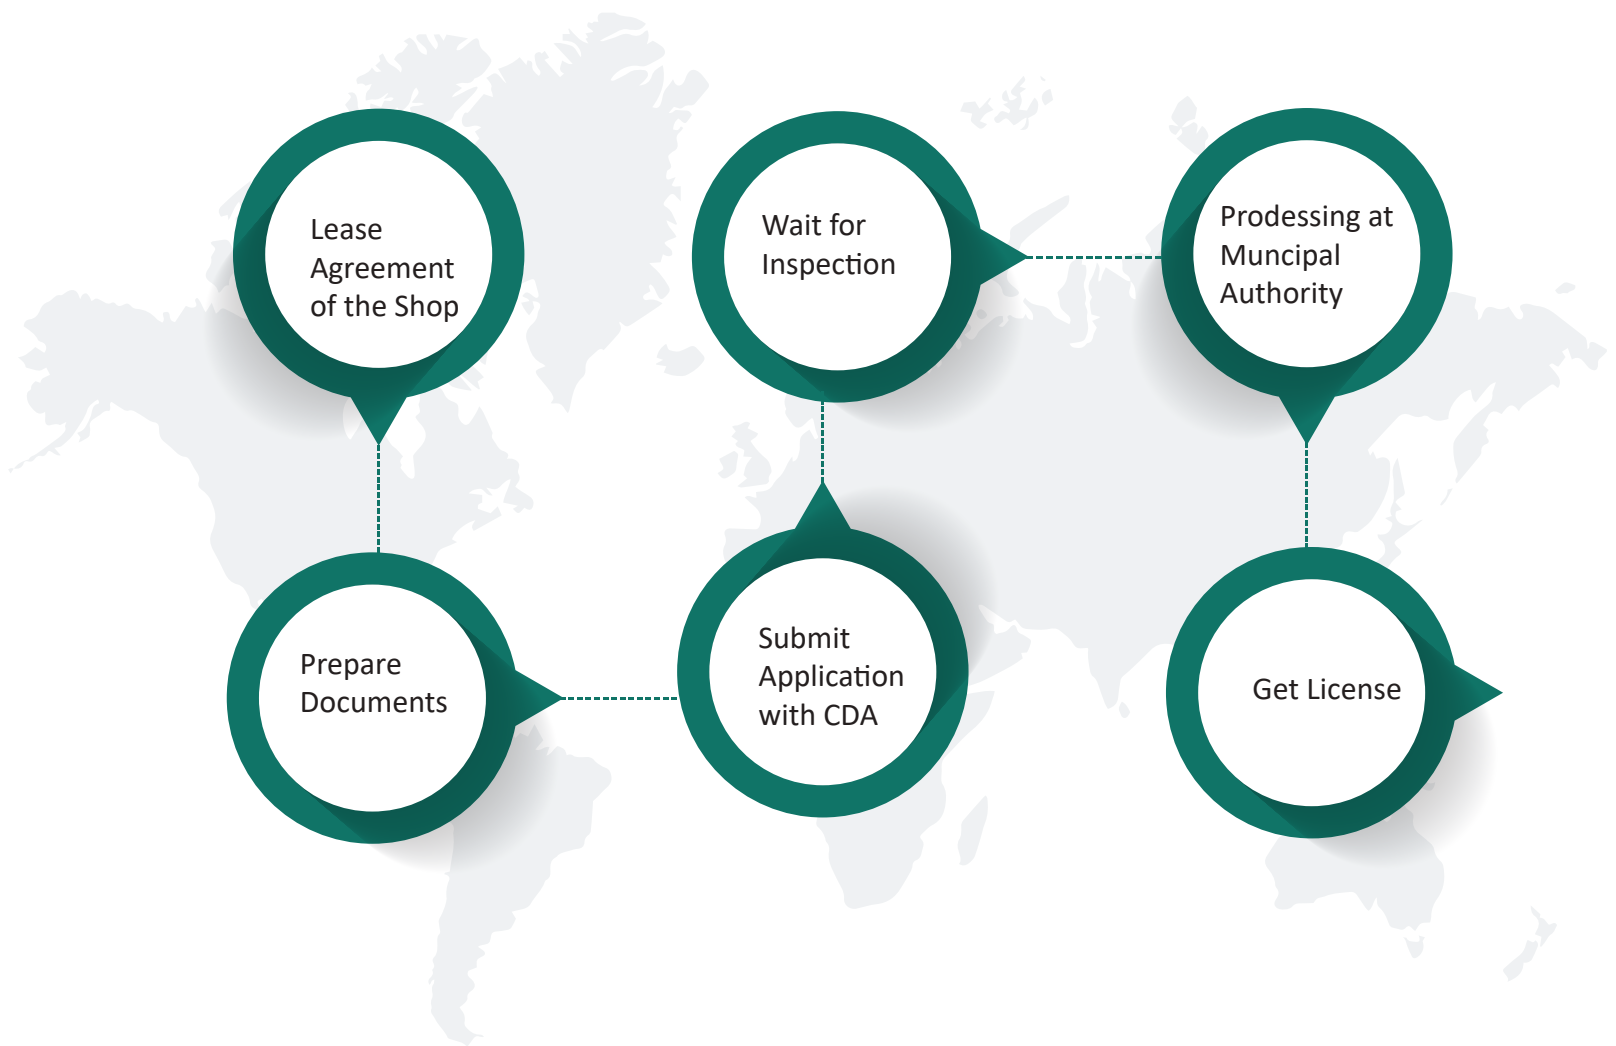 Lease
Agreement
of the Shop
Prepare
Documents
Submit
Application
with CDA
Wait for
Inspection
Prodessing at
Muncipal
Authority
Get License